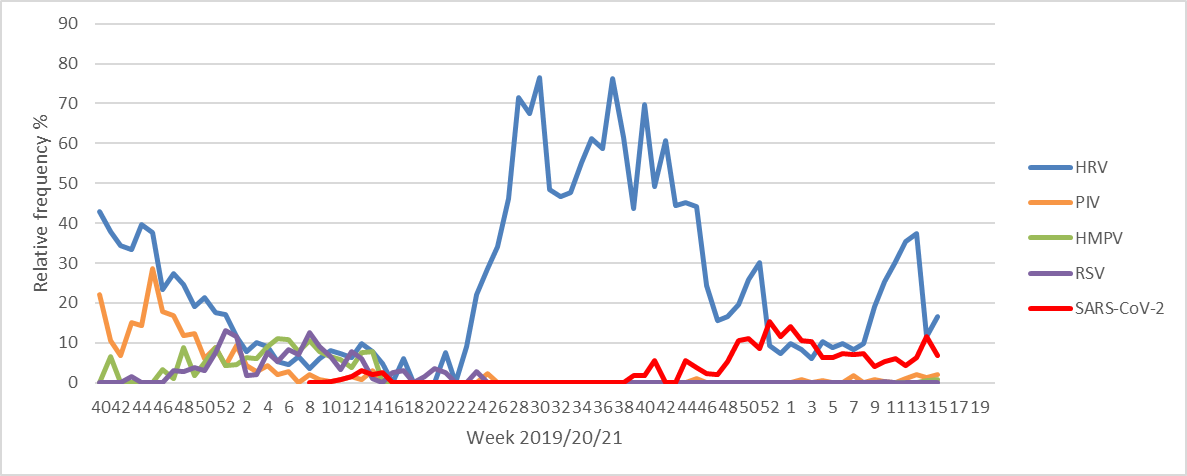 90
80
70
60
50
40
30
20
10
0
Relative frequency %
40 42 44 46 48 50 52 2 4 6 8 10 12 14 16 18 20 22 24 26 28 30 32 34 36 38 40 42 44 46 48 50 52 1 3 5 7 9 11 13 15 17 19
Week 2019/20/21
HRV
PIV
HMPV
RSV
SARS-CoV-2